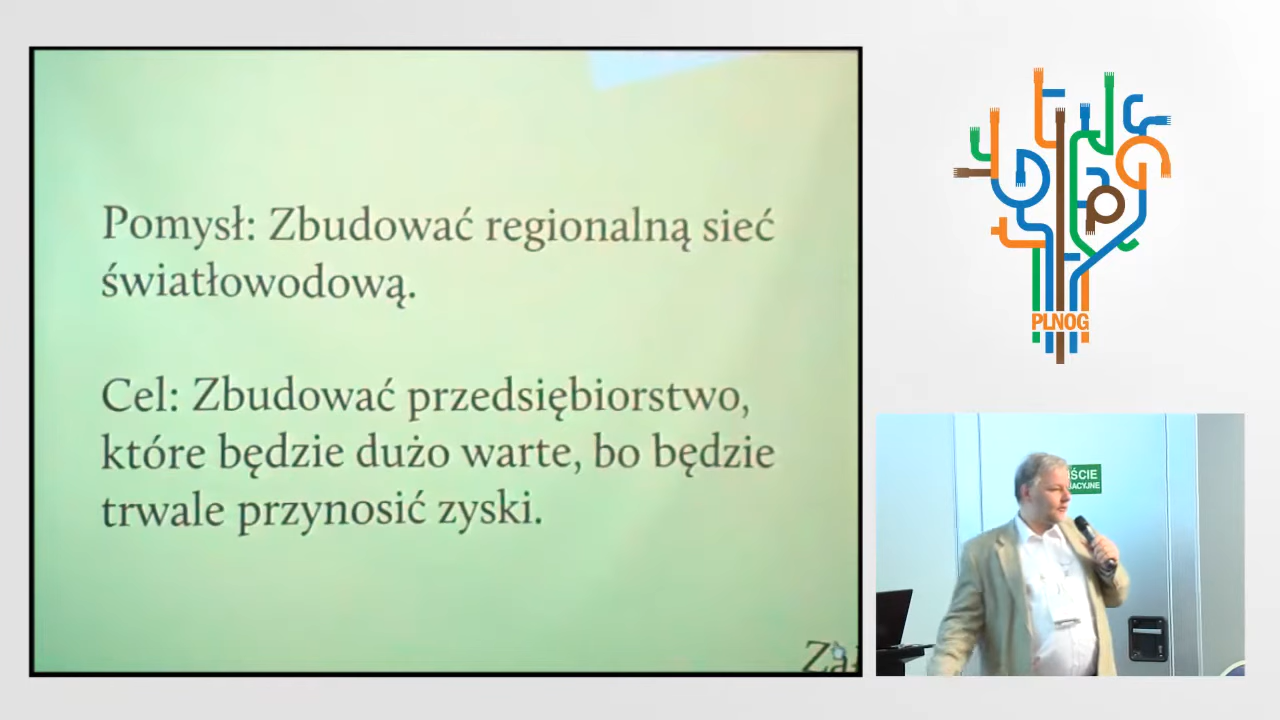 Pomysł: Zbudować regionalną sieć
światłowodową.
Cel: Zbudować przedsiębiorstwo,
które będzie dużo warte, bo będzie
trwale przynosić zyski.
PLNOG